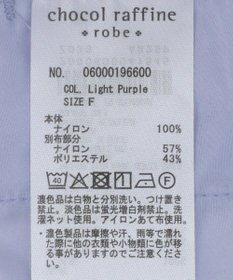 chocol raffine
robe
NO. 06000196600
COL. Light Purple
SIZE F
本体
ナイロン 100%
別布部分
ナイロン 57%
ポリエステル 43%
濃色品は白物と分別洗い。つけ置き
禁止。淡色品は蛍光増白剤禁止。洗濯
ネット使用。アイロンはあて布使用。
・濃色製品は摩擦や汗、雨等で濡れ
た際に他の衣類や小物類に色が移
る事がありますのでご注意ください。